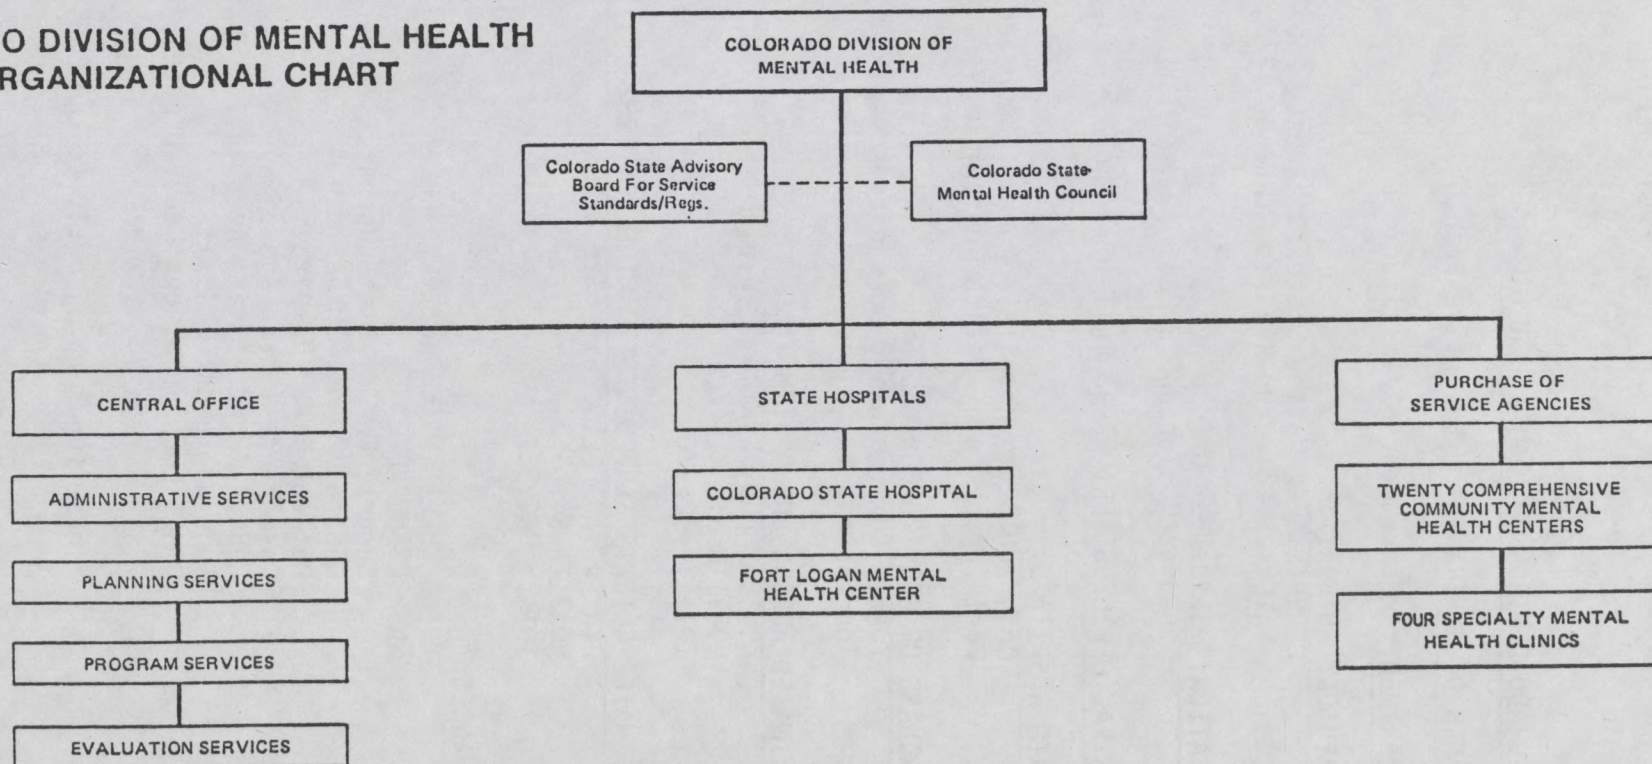 O DIVISION OF MENTAL HEALTH
RGANIZATIONAL CHART
COLORADO DIVISION OF
MENTAL HEALTH
Colorado State Advisory
Board For Service
Standards/Regs.
Colorado State
Mental Health Council
CENTRAL OFFICE
ADMINISTRATIVE SERVICES
PLANNING SERVICES
PROGRAM SERVICES
EVALUATION SERVICES
STATE HOSPITALS
COLORADO STATE HOSPITAL
FORT LOGAN MENTAL
HEALTH CENTER
PURCHASE OF
SERVICE AGENCIES
TWENTY COMPREHENSIVE
COMMUNITY MENTAL
HEALTH CENTERS
FOUR SPECIALTY MENTAL
HEALTH CLINICS